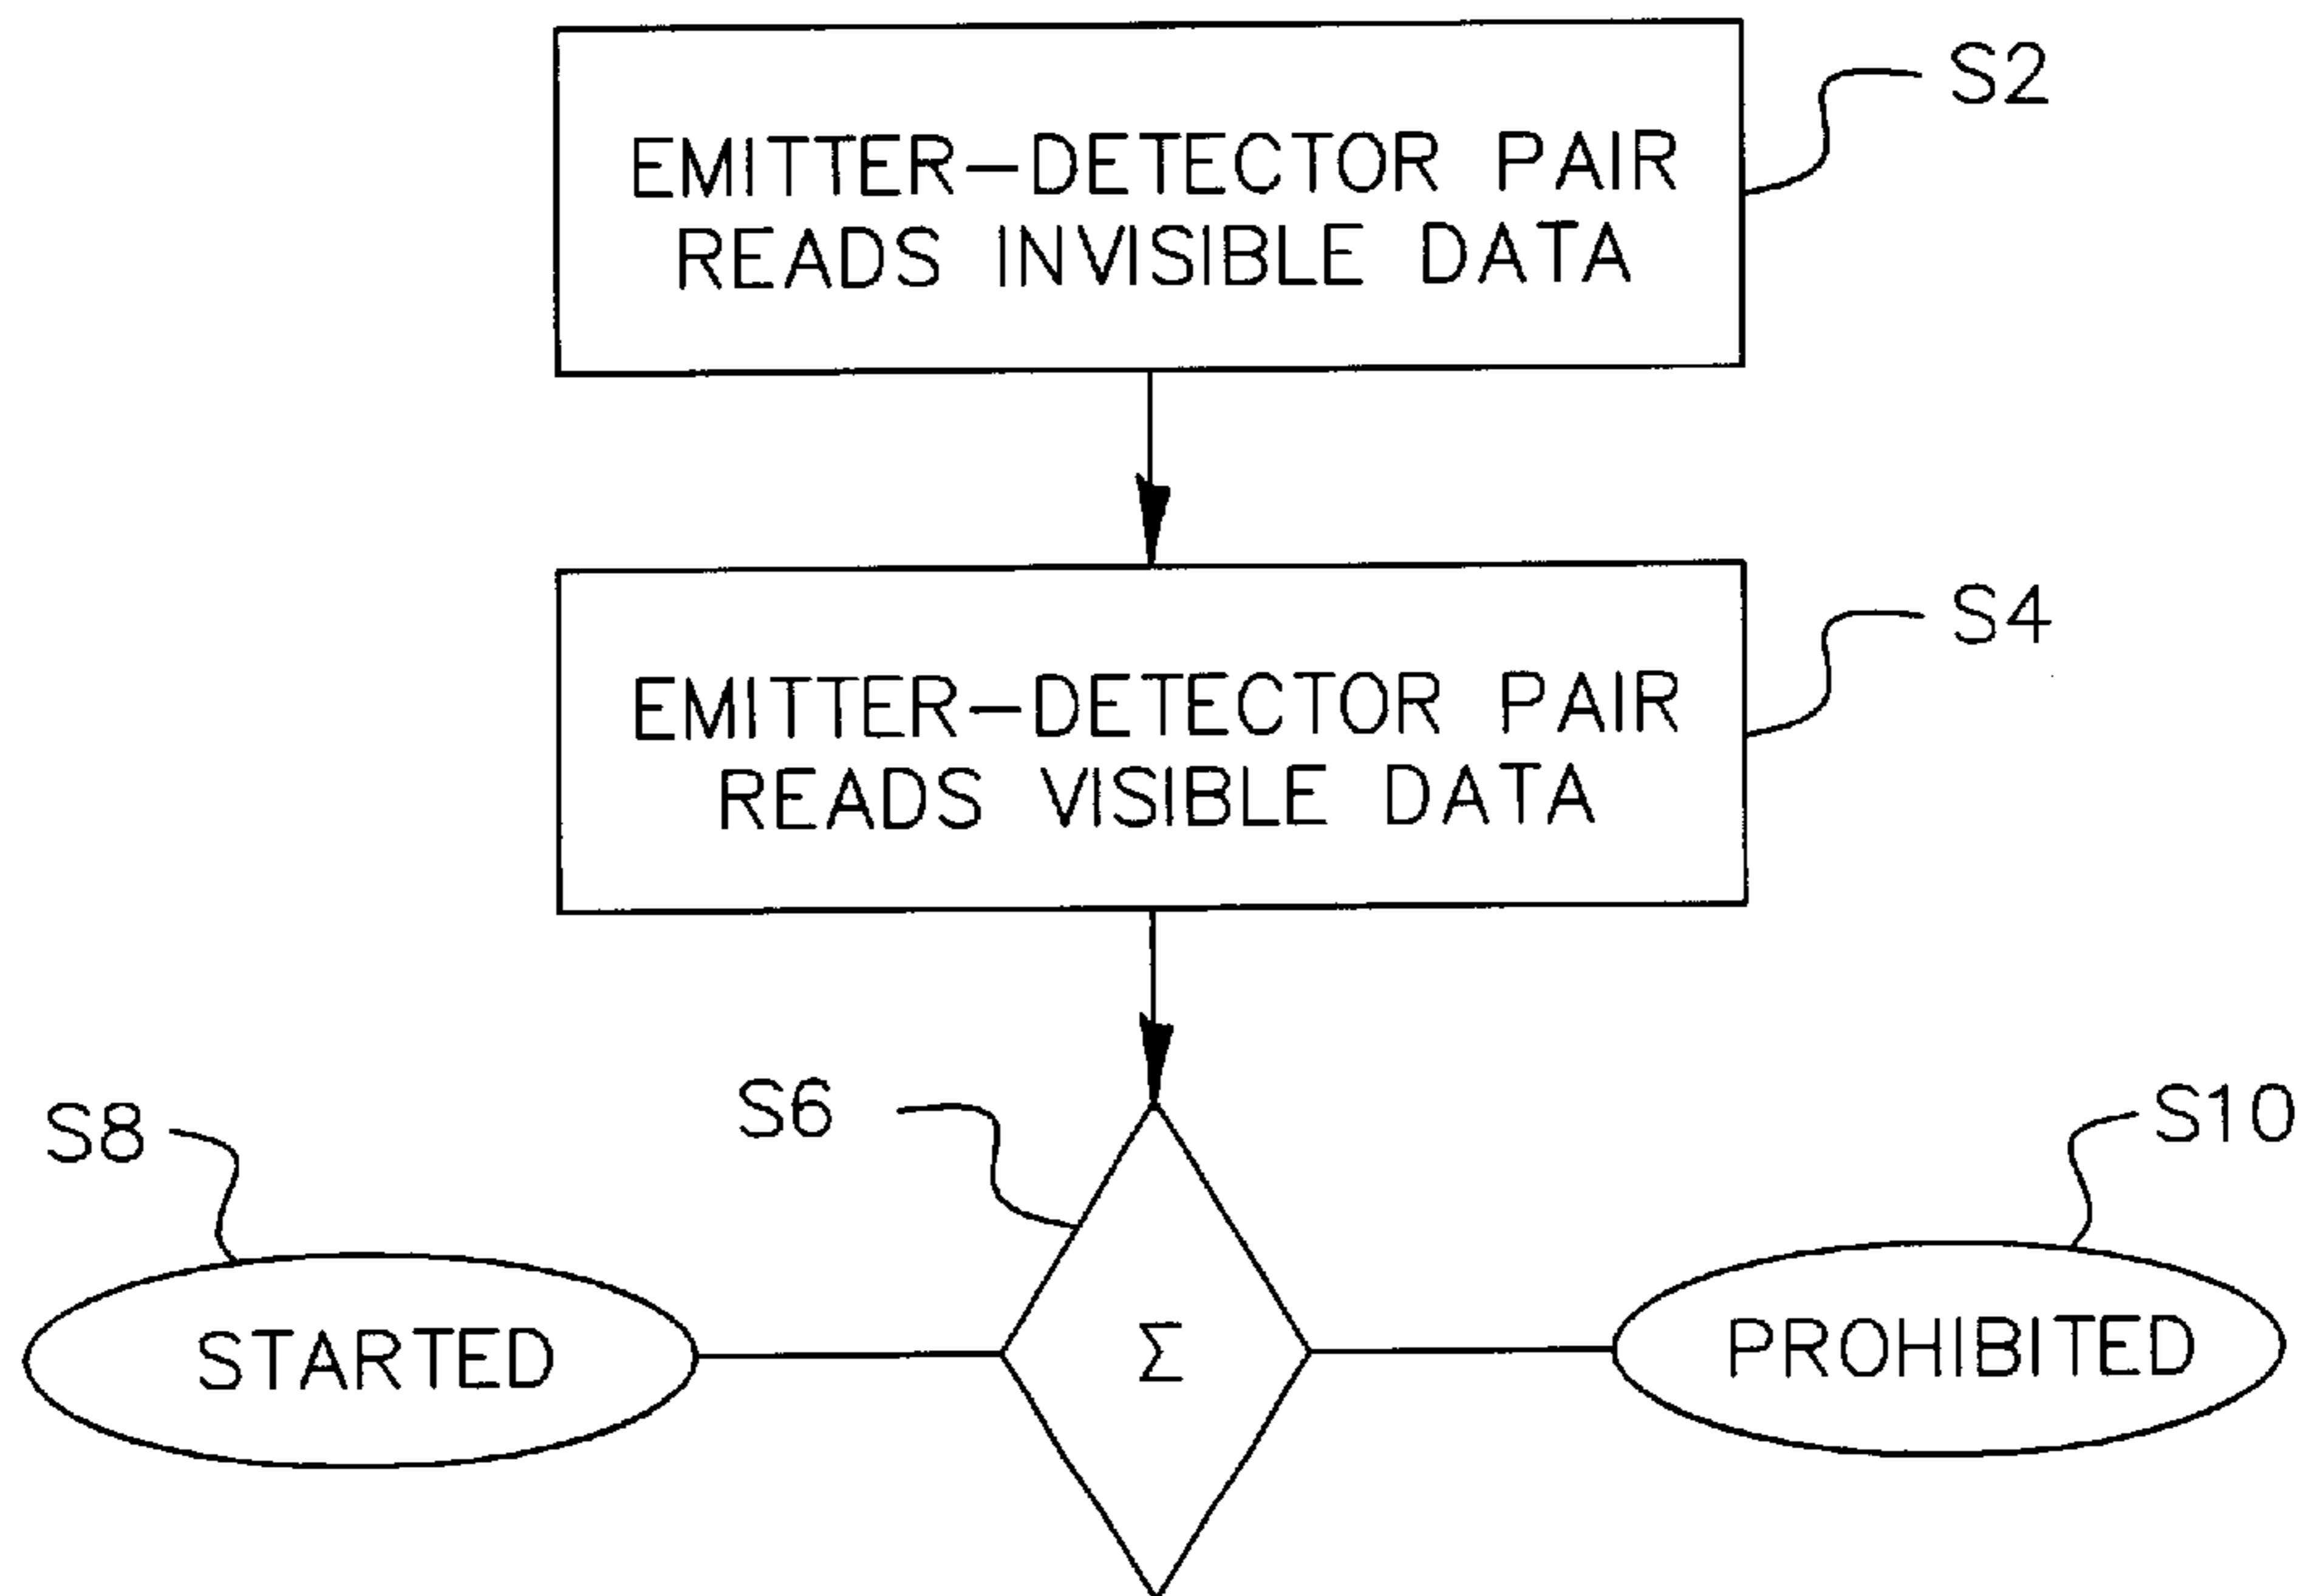 S2
EMITTER-DETECTOR PAIR
READS INVISIBLE DATA
S4
EMITTER-DETECTOR PAIR
READS VISIBLE DATA
S8
S6
S10
STARTED
Σ
PROHIBITED